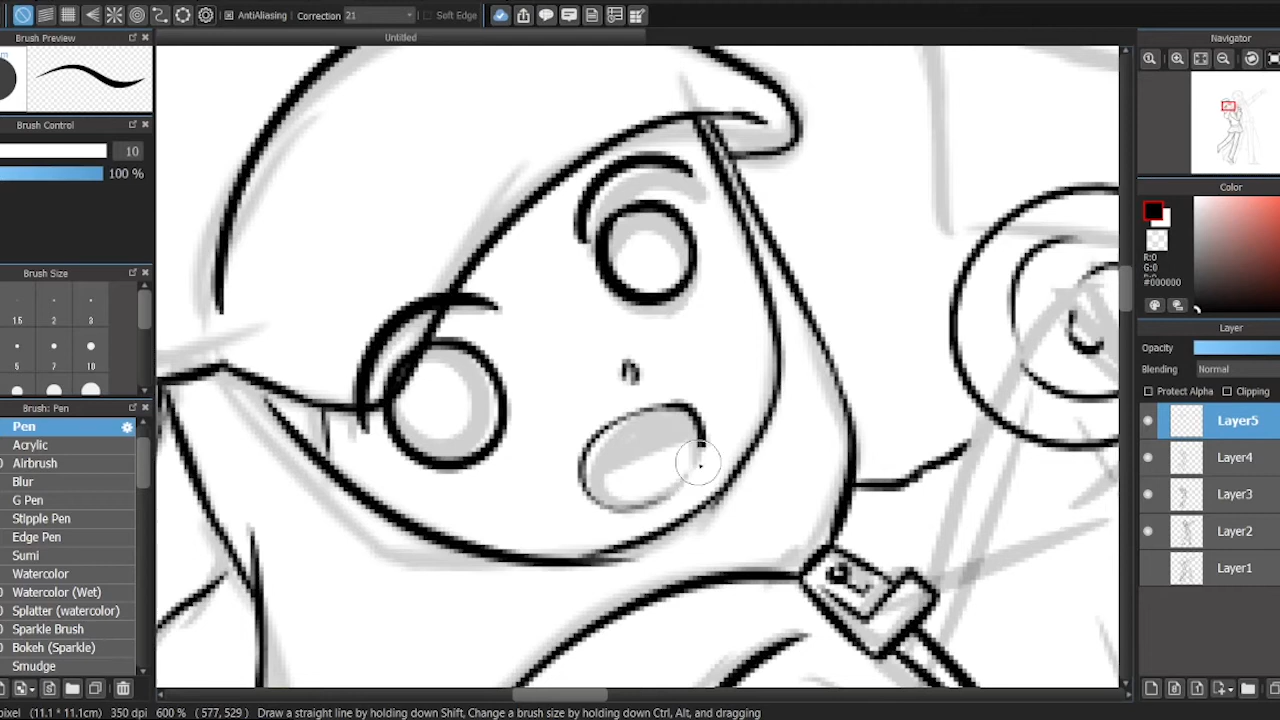 AntiAliasing Correction 21 Soft Edge
Brush Preview Untitled Navigator
Brush Control
10
100 %
Color
R:0
G:0
B:0
#000000
Brush Size
15 2 3
5 7 10
Layer
Opacity
Blending Normal
Protect Alpha Clipping
Brush: Pen
Pen
Acrylic
Airbrush
Blur
G Pen
Stipple Pen
Edge Pen
Sumi
Watercolor
Watercolor (Wet)
Splatter (watercolor)
Sparkle Brush
Bokeh (Sparkle)
Smudge
Layer5
Layer4
Layer3
Layer2
Layer1
pixel (11.1 * 11.1cm) 350 dpi 600 % ( 577, 529 ) Draw a straight line by holding down Shift, Change a brush size by holding down Ctrl, Alt, and dragging